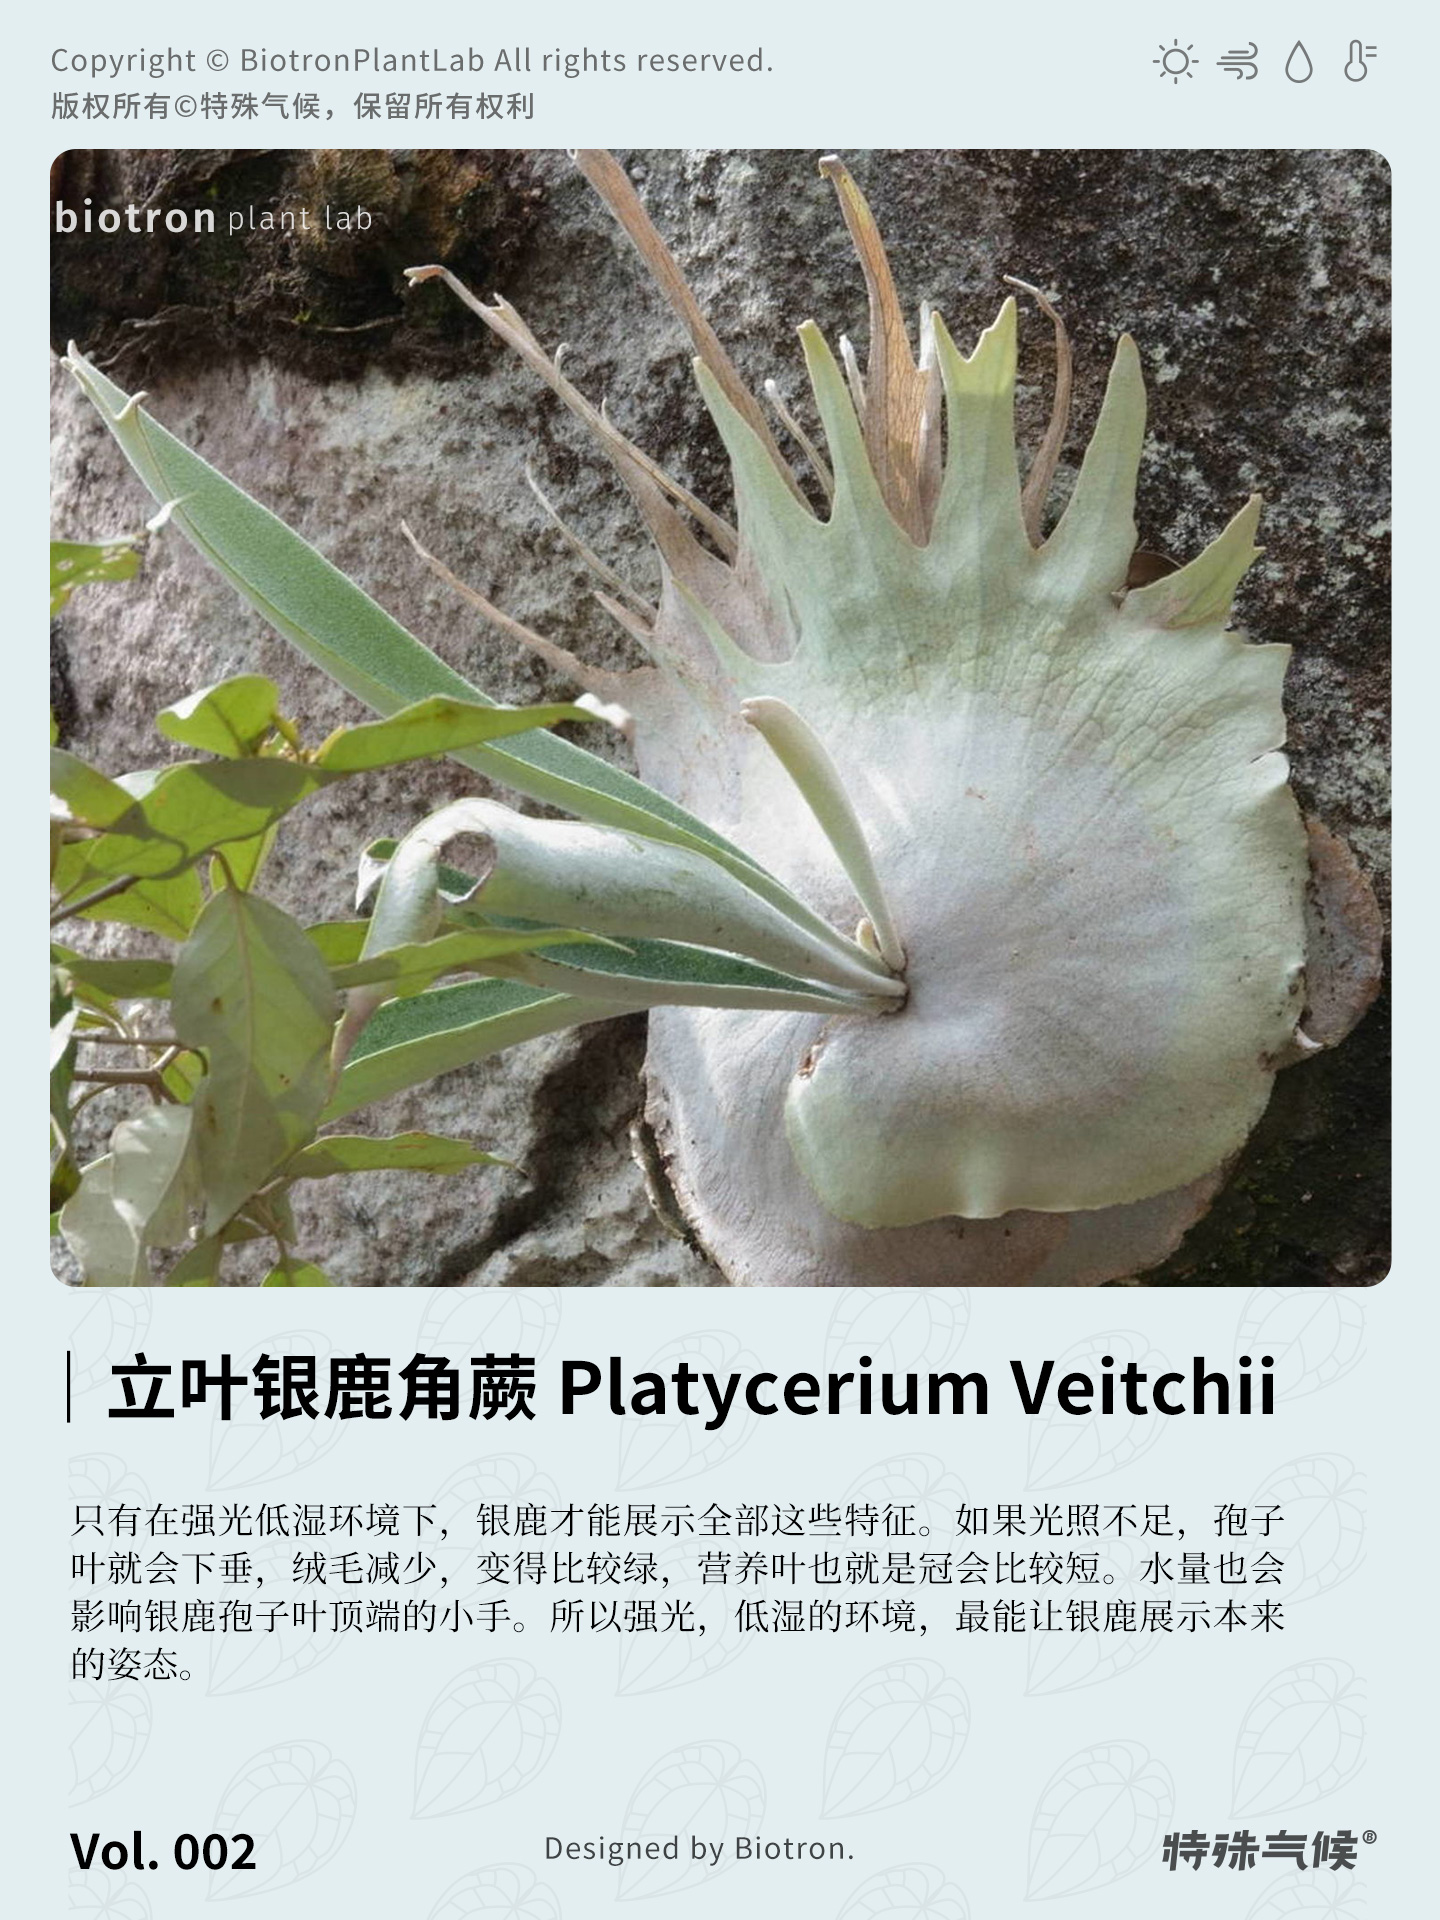 Copyright © BiotronPlantLab All rights reserved.
版权所有©特殊气候，保留所有权利
biotron plant lab
立叶银鹿角蕨 Platycerium Veitchii
只有在强光低湿环境下，银鹿才能展示全部这些特征。如果光照不足，孢子
叶就会下垂，绒毛减少，变得比较绿，营养叶也就是冠会比较短。水量也会
影响银鹿孢子叶顶端的小手。所以强光，低湿的环境，最能让银鹿展示本来
的姿态。
Vol. 002
Designed by Biotron.
特殊气候®